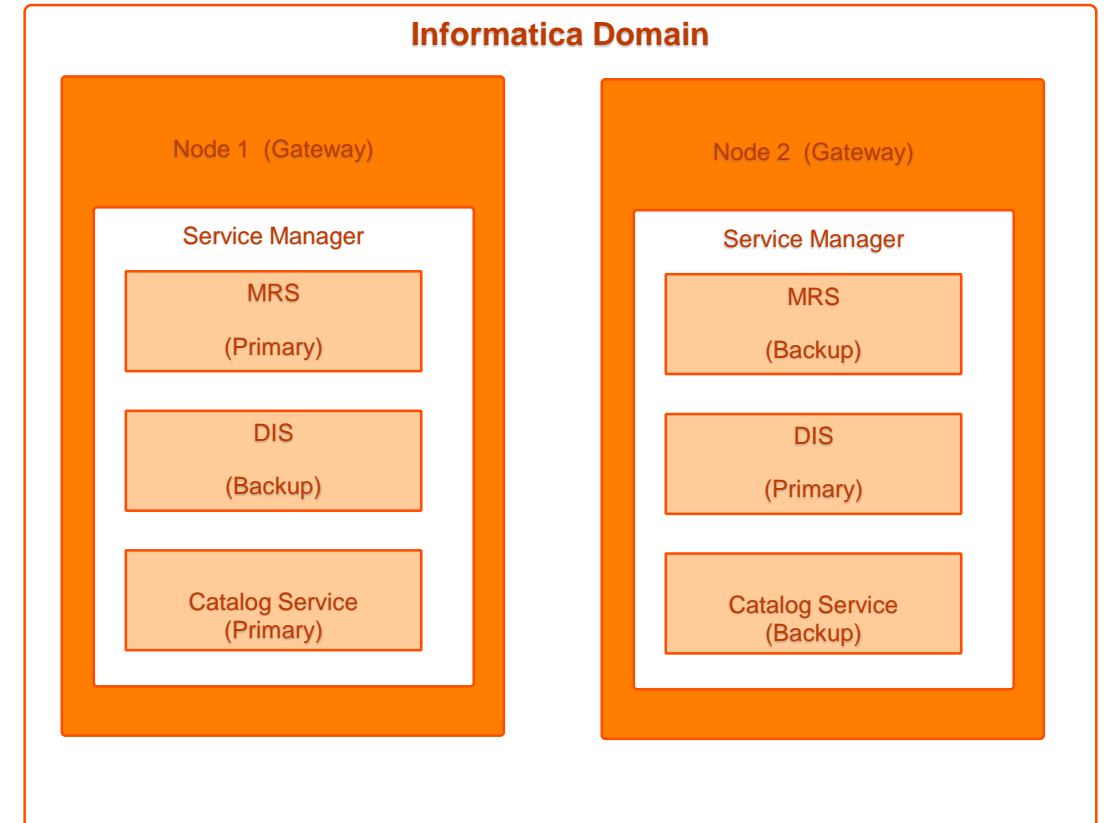 Informatica Domain
Node 1 (Gateway)
Service Manager
MRS
(Primary)
DIS
(Backup)
Catalog Service
(Primary)
Node 2 (Gateway)
Service Manager
MRS
(Backup)
DIS
(Primary)
Catalog Service
(Backup)